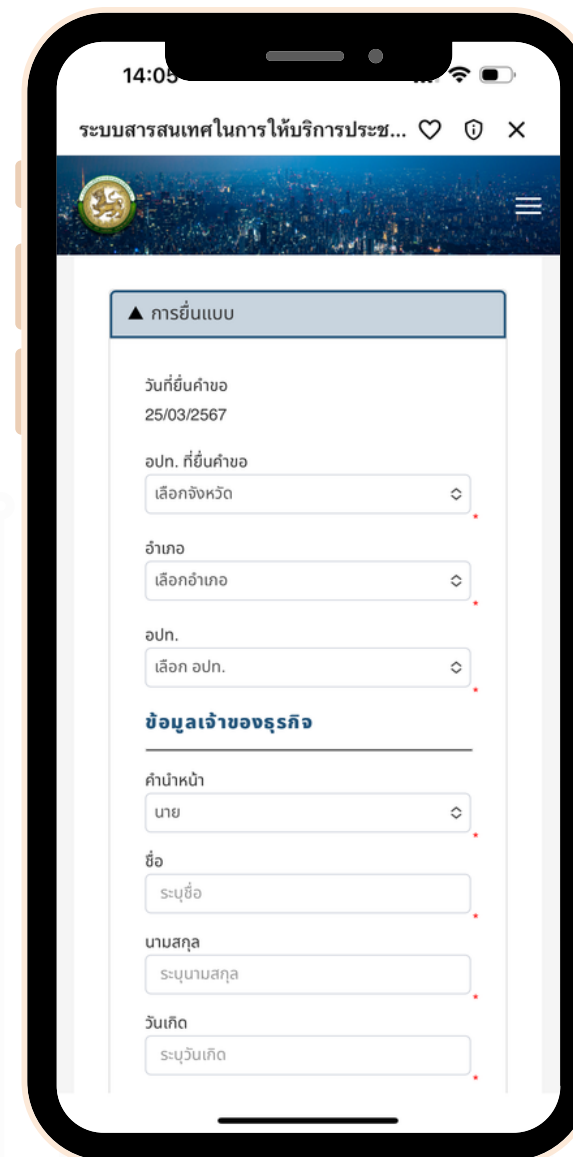 14:05
ระบบสารสนเทศในการให้บริการประช...
▲ การยื่นแบบ
วันที่ยื่นคำขอ
25/03/2567
อปท. ที่ยื่นคำขอ
เลือกจังหวัด
*
อำเภอ
เลือกอำเภอ
*
อปท.
เลือก อปท.
*
ข้อมูลเจ้าของธุรกิจ
คำนำหน้า
นาย
*
ชื่อ
ระบุชื่อ
*
นามสกุล
ระบุนามสกุล
*
วันเกิด
ระบุวันเกิด
*